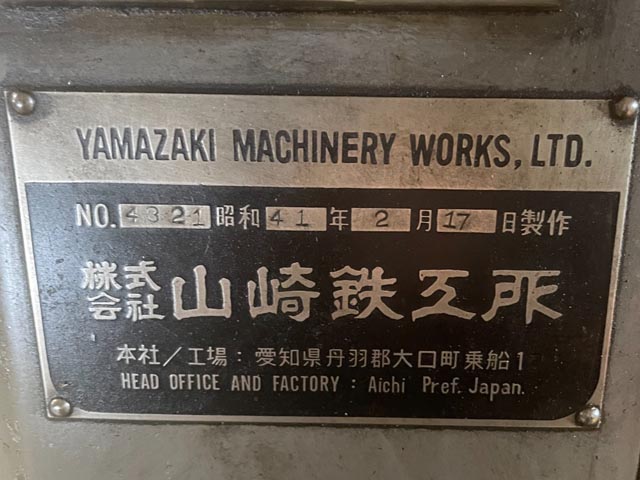 YAMAZAKI MACHINERY WORKS, LTD.
NO. 4321 昭和 41 年 2 月 17 日製作
株式会社 山崎鉄工所
本社／工場：愛知県丹羽郡大口町乗船1
HEAD OFFICE AND FACTORY : Aichi Pref. Japan.